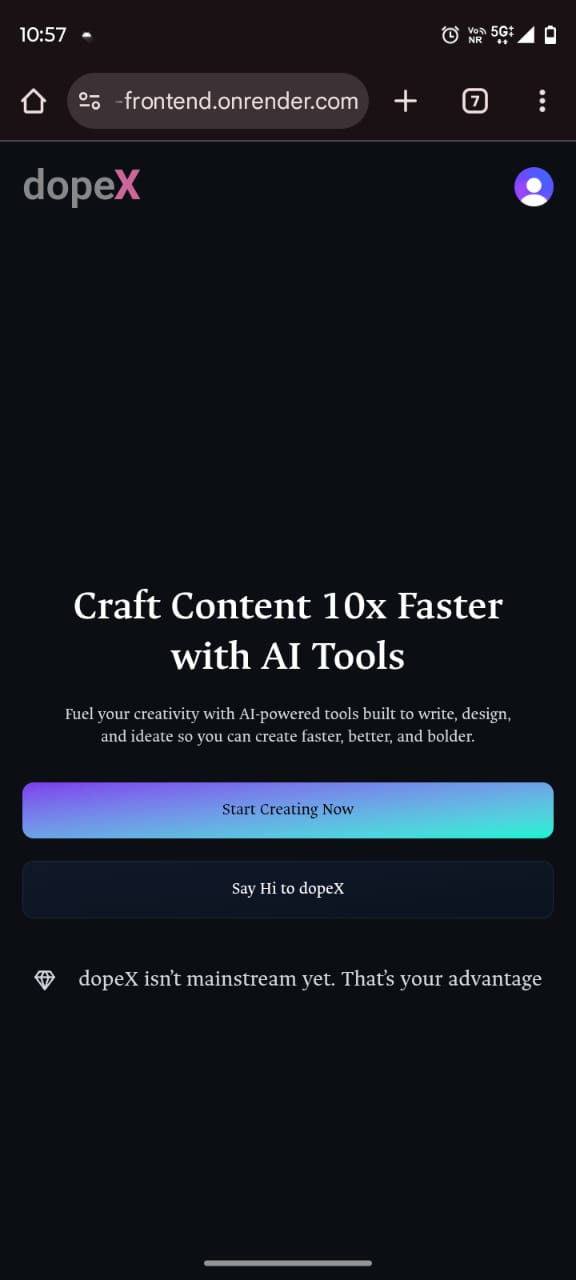 10:57
Vo
NR
5G
-frontend.onrender.com
7
dopeX
Craft Content 10x Faster
with AI Tools
Fuel your creativity with AI-powered tools built to write, design,
and ideate so you can create faster, better, and bolder.
Start Creating Now
Say Hi to dopeX
dopeX isn't mainstream yet. That's your advantage